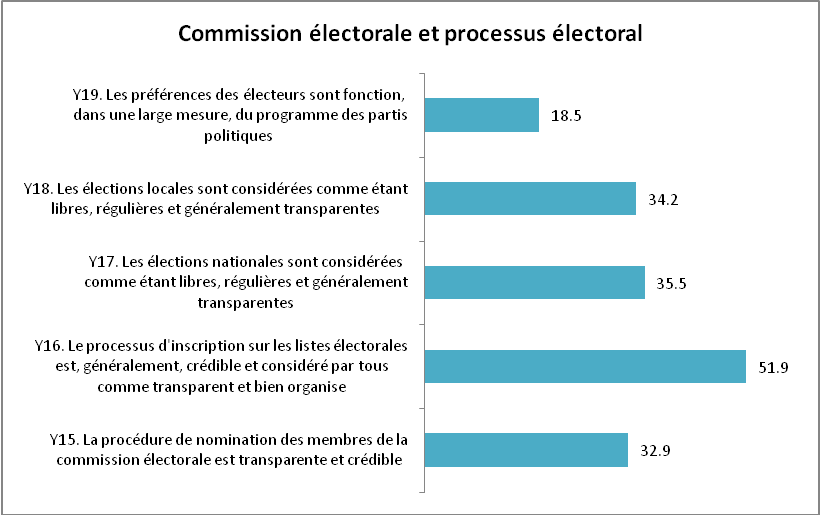 Commission électorale et processus électoral
Y19. Les préférences des électeurs sont fonction,
dans une large mesure, du programme des partis
politiques
18.5
Y18. Les élections locales sont considérées comme étant
libres, régulières et généralement transparentes
34.2
Y17. Les élections nationales sont considérées
comme étant libres, régulières et généralement
transparentes
35.5
Y16. Le processus d'inscription sur les listes électorales
est, généralement, crédible et considéré par tous
comme transparent et bien organise
51.9
Y15. La procédure de nomination des membres de la
commission électorale est transparente et crédible
32.9